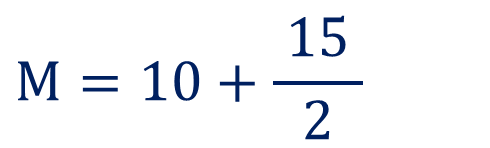 M = 10 + 15/2